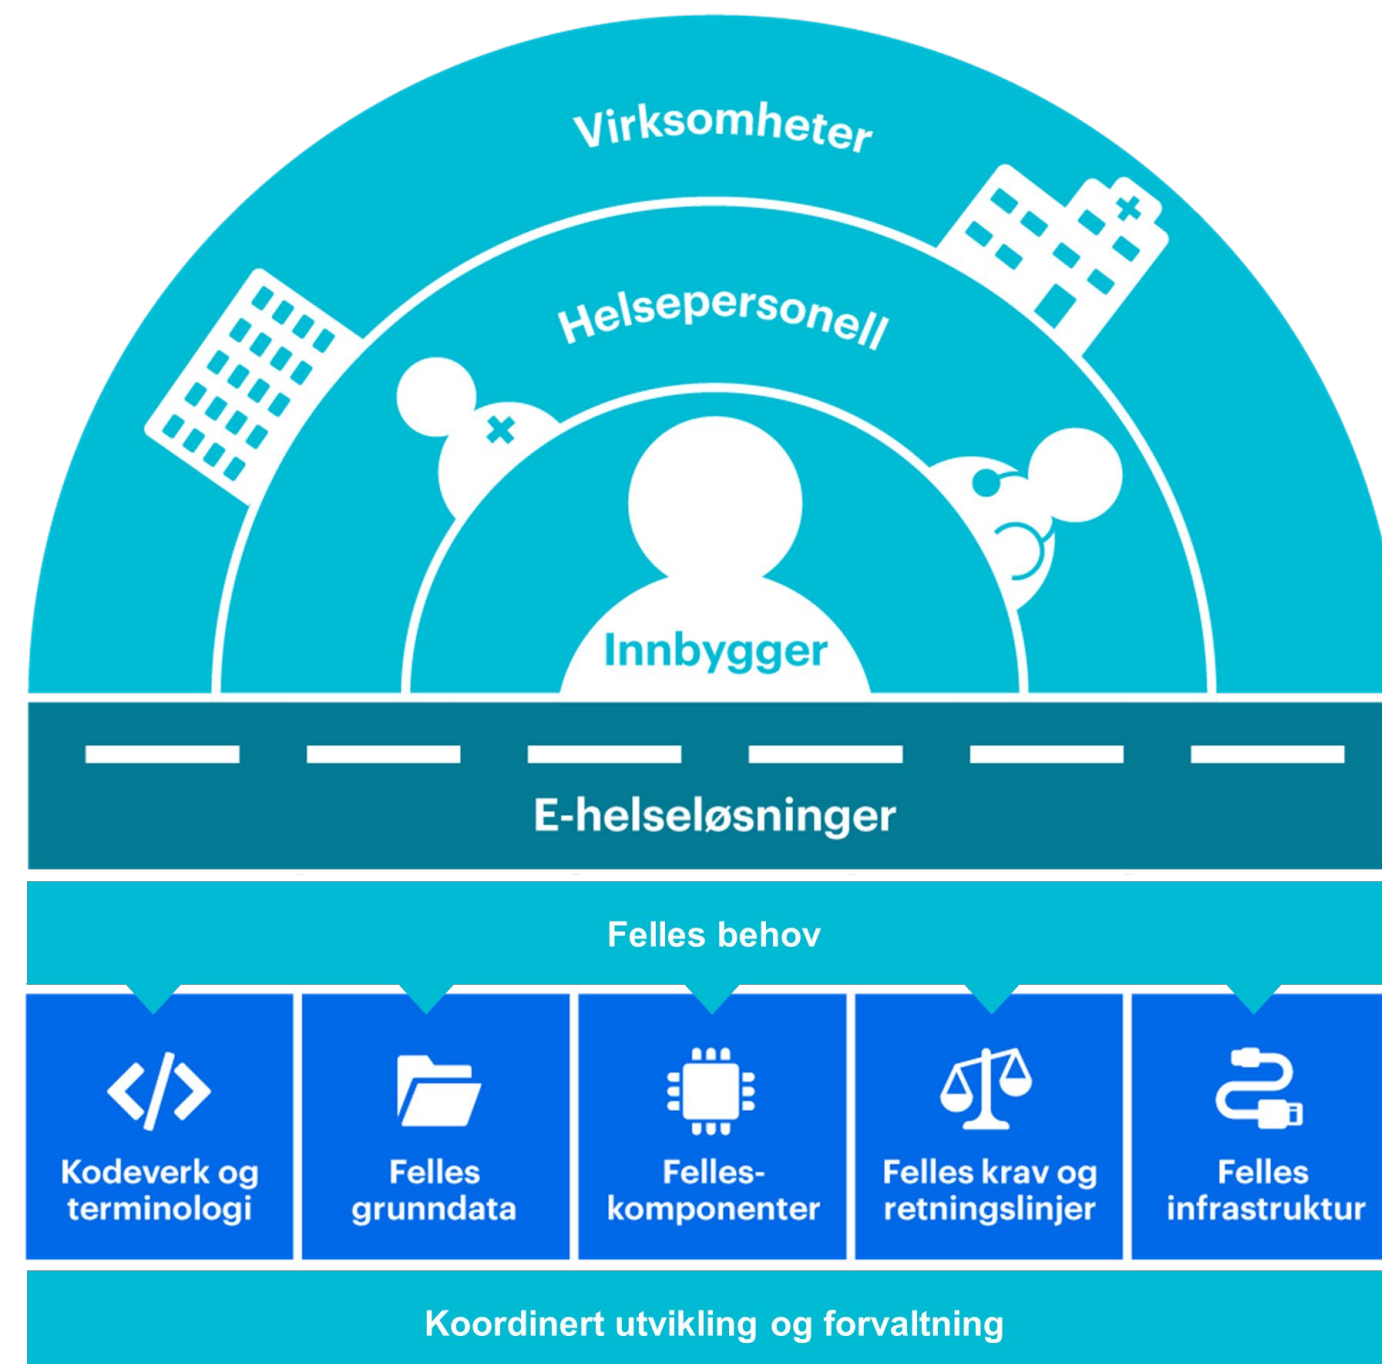 Virksomheter
Helsepersonell
Innbygger
E-helseløsninger
Felles behov
Kodeverk og
terminologi
Felles
grunndata
Felles-
komponenter
Felles krav og
retningslinjer
Felles
infrastruktur
Koordinert utvikling og forvaltning